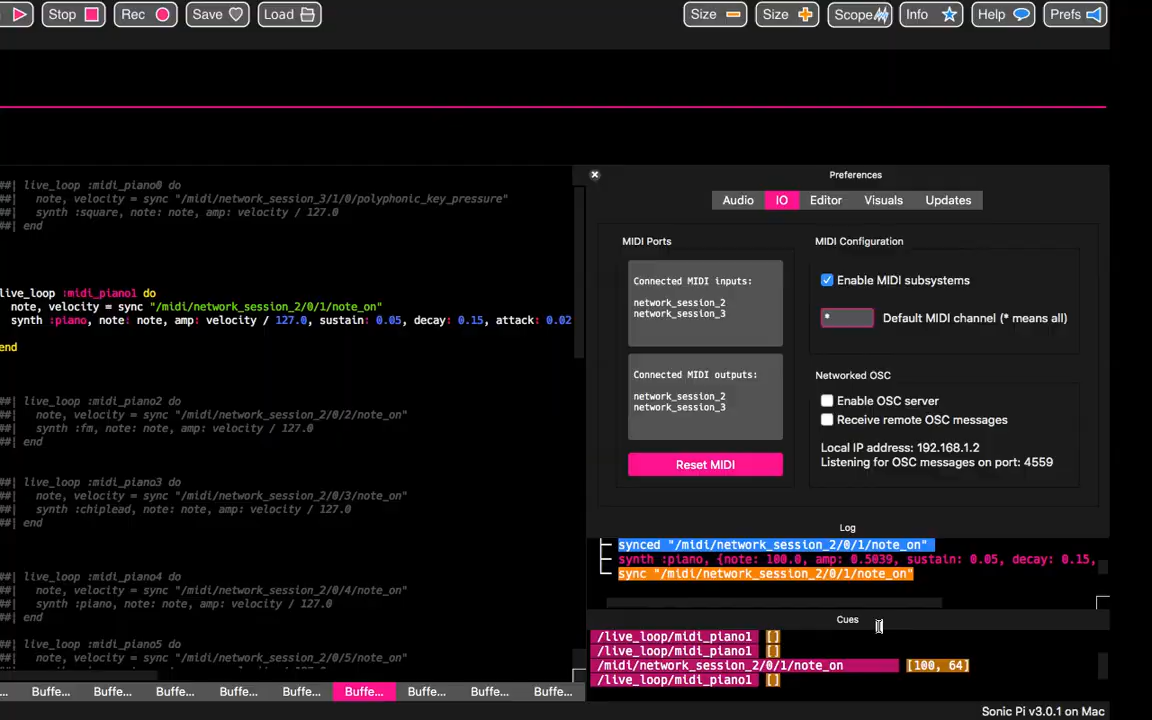 Stop
Rec
Save
Load
Size
Size
Scope
Info
Help
Prefs
##| live_loop :midi_piano0 do
##|   note, velocity = sync "/midi/network_session_3/1/0/polyphonic_key_pressure"
##|   synth :square, note: note, amp: velocity / 127.0
##| end
live_loop :midi_piano1 do
note, velocity = sync "/midi/network_session_2/0/1/note_on"
synth :piano, note: note, amp: velocity / 127.0, sustain: 0.05, decay: 0.15, attack: 0.02
end
##| live_loop :midi_piano2 do
##|   note, velocity = sync "/midi/network_session_2/0/2/note_on"
##|   synth :fm, note: note, amp: velocity / 127.0
##| end
##| live_loop :midi_piano3 do
##|   note, velocity = sync "/midi/network_session_2/0/3/note_on"
##|   synth :chiplead, note: note, amp: velocity / 127.0
##| end
##| live_loop :midi_piano4 do
##|   note, velocity = sync "/midi/network_session_2/0/4/note_on"
##|   synth :piano, note: note, amp: velocity / 127.0
##| end
##| live_loop :midi_piano5 do
##|   note, velocity = sync "/midi/network_session_2/0/5/note_on"
Preferences
Audio
IO
Editor
Visuals
Updates
MIDI Ports
Connected MIDI inputs:
network_session_2
network_session_3
Connected MIDI outputs:
network_session_2
network_session_3
Reset MIDI
MIDI Configuration
Enable MIDI subsystems
* Default MIDI channel (* means all)
Networked OSC
Enable OSC server
Receive remote OSC messages
Local IP address: 192.168.1.2
Listening for OSC messages on port: 4559
Log
synced "/midi/network_session_2/0/1/note_on"
synth :piano, {note: 100.0, amp: 0.5039, sustain: 0.05, decay: 0.15,
sync "/midi/network_session_2/0/1/note_on"
Cues
/live_loop/midi_piano1 []
/live_loop/midi_piano1 []
/midi/network_session_2/0/1/note_on [100, 64]
/live_loop/midi_piano1 []
... Buffe... Buffe... Buffe... Buffe... Buffe... Buffe... Buffe... Buffe... Buffe...
Sonic Pi v3.0.1 on Mac